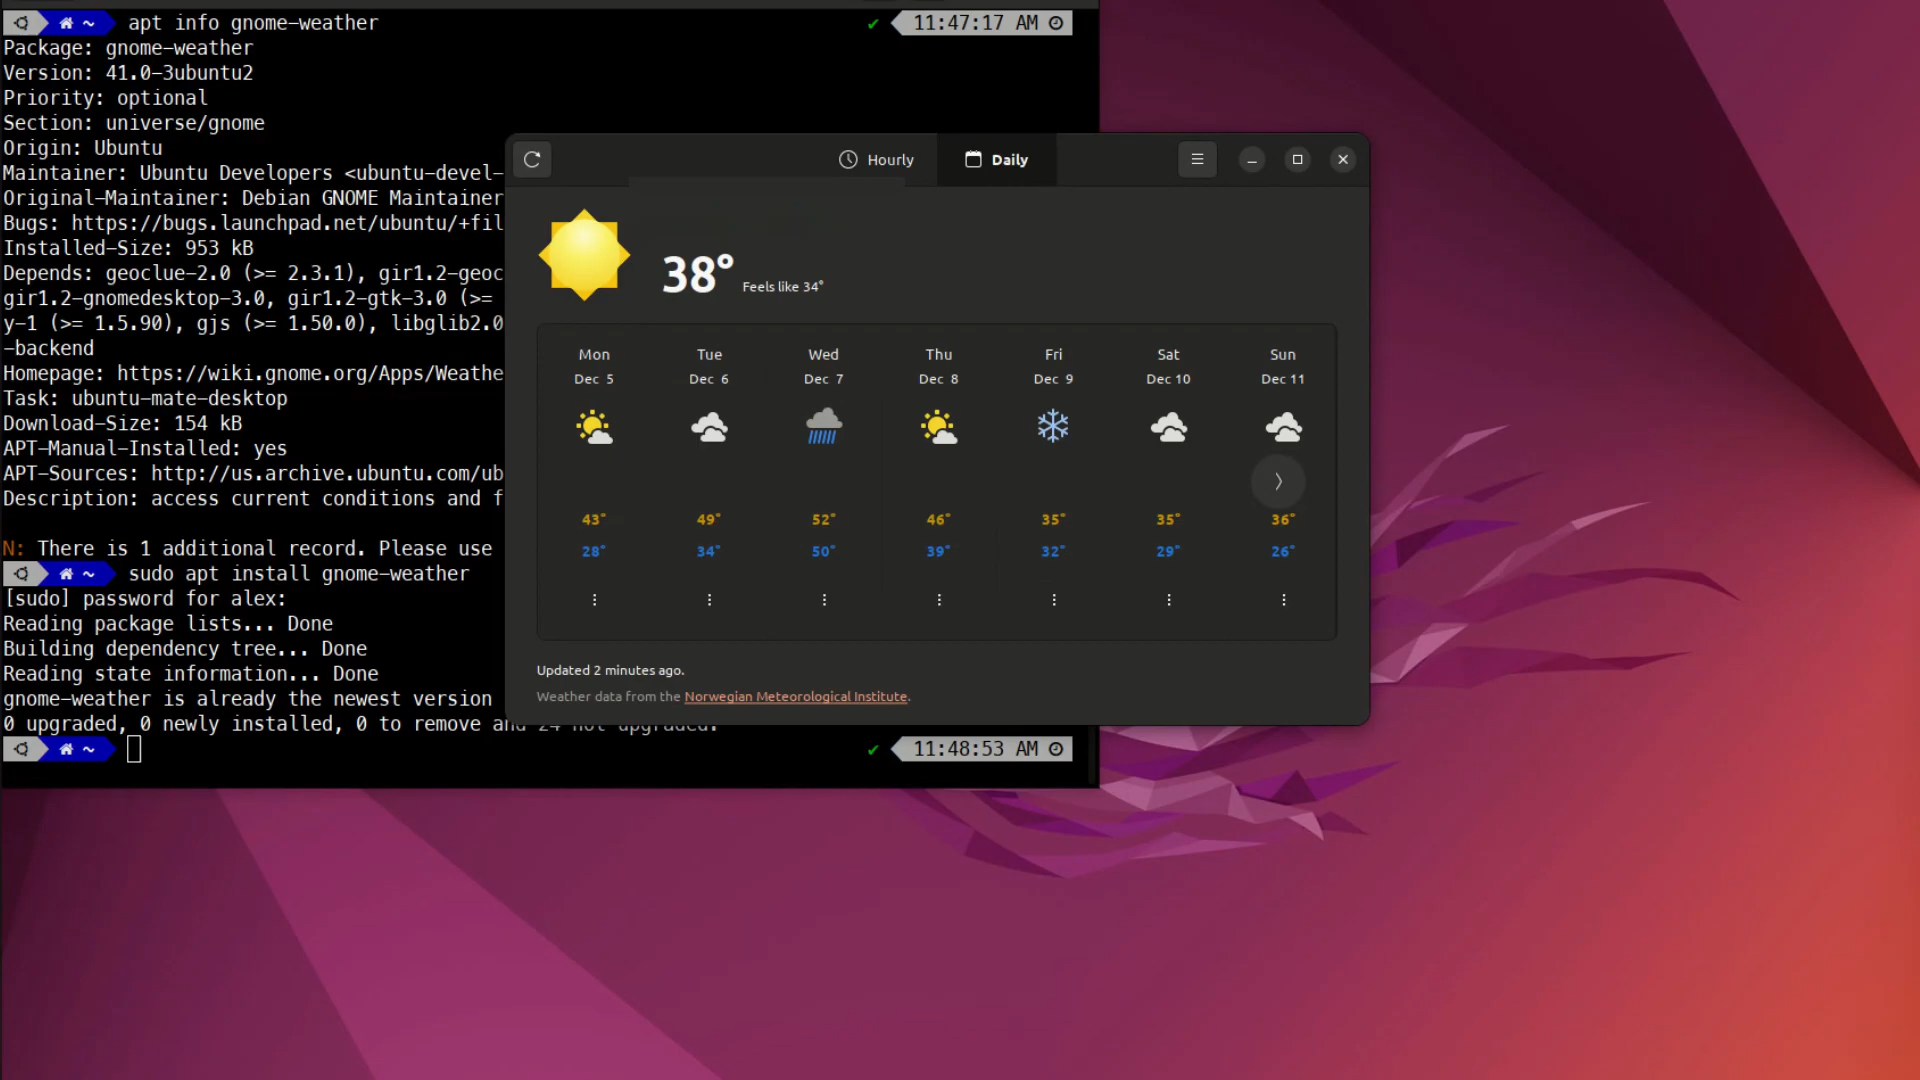 ~ apt info gnome-weather ✔ 11:47:17 AM
Package: gnome-weather
Version: 41.0-3ubuntu2
Priority: optional
Section: universe/gnome
Origin: Ubuntu
Maintainer: Ubuntu Developers <ubuntu-devel-
Original-Maintainer: Debian GNOME Maintainer
Bugs: https://bugs.launchpad.net/ubuntu/+fil
Installed-Size: 953 kB
Depends: geoclue-2.0 (>= 2.3.1), gir1.2-geoc
gir1.2-gnomedesktop-3.0, gir1.2-gtk-3.0 (>=
y-1 (>= 1.5.90), gjs (>= 1.50.0), libglib2.0
-backend
Homepage: https://wiki.gnome.org/Apps/Weathe
Task: ubuntu-mate-desktop
Download-Size: 154 kB
APT-Manual-Installed: yes
APT-Sources: http://us.archive.ubuntu.com/ub
Description: access current conditions and f
N: There is 1 additional record. Please use
~ sudo apt install gnome-weather
[sudo] password for alex:
Reading package lists... Done
Building dependency tree... Done
Reading state information... Done
gnome-weather is already the newest version
0 upgraded, 0 newly installed, 0 to remove and 24 not upgraded.
~ ✔ 11:48:53 AM
Hourly Daily
38° Feels like 34°
Mon Tue Wed Thu Fri Sat Sun
Dec 5 Dec 6 Dec 7 Dec 8 Dec 9 Dec 10 Dec 11
43° 49° 52° 46° 35° 35° 36°
28° 34° 50° 39° 32° 29° 26°
Updated 2 minutes ago.
Weather data from the Norwegian Meteorological Institute.